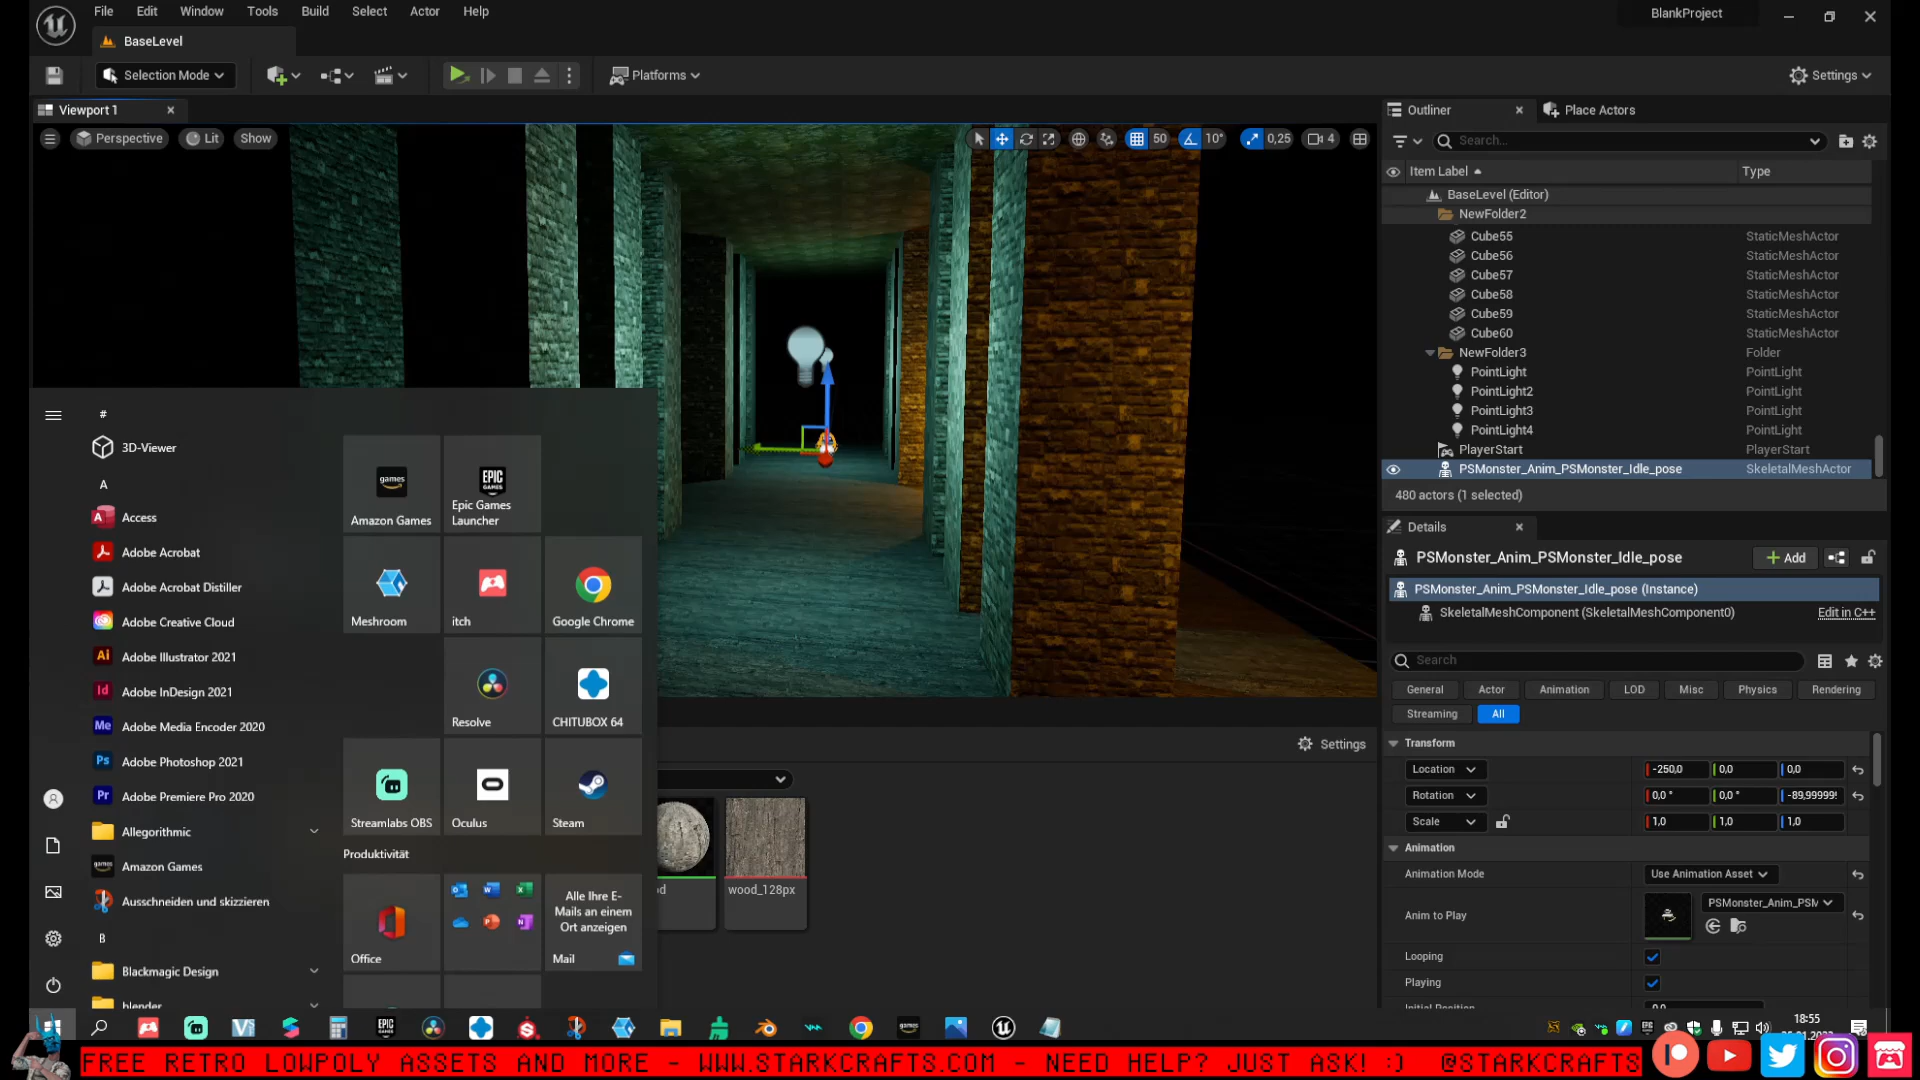 File Edit Window Tools Build Select Actor Help
BlankProject
BaseLevel
Selection Mode
Platforms
Settings
Viewport 1
Perspective
Lit
Show
50
10°
0,25
4
Outliner
Place Actors
Search...
Item Label
Type
BaseLevel (Editor)
NewFolder2
Cube55 StaticMeshActor
Cube56 StaticMeshActor
Cube57 StaticMeshActor
Cube58 StaticMeshActor
Cube59 StaticMeshActor
Cube60 StaticMeshActor
NewFolder3 Folder
PointLight PointLight
PointLight2 PointLight
PointLight3 PointLight
PointLight4 PointLight
PlayerStart PlayerStart
PSMonster_Anim_PSMonster_Idle_pose SkeletalMeshActor
480 actors (1 selected)
Details
PSMonster_Anim_PSMonster_Idle_pose
Add
PSMonster_Anim_PSMonster_Idle_pose (Instance)
SkeletalMeshComponent (SkeletalMeshComponent0)
Edit in C++
Search
General Actor Animation LOD Misc Physics Rendering
Streaming All
Transform
Location -250,0 0,0 0,0
Rotation 0,0 ° 0,0 ° -89,999999
Scale 1,0 1,0 1,0
Animation
Animation Mode Use Animation Asset
Anim to Play PSMonster_Anim_PSM
Looping
Playing
Initial Position 0,0
#
3D-Viewer
A
Access
Adobe Acrobat
Adobe Acrobat Distiller
Adobe Creative Cloud
Adobe Illustrator 2021
Adobe InDesign 2021
Adobe Media Encoder 2020
Adobe Photoshop 2021
Adobe Premiere Pro 2020
Allegorithmic
Amazon Games
Ausschneiden und skizzieren
B
Blackmagic Design
blender
games
Amazon Games
EPIC GAMES
Epic Games Launcher
Meshroom
itch
Google Chrome
Resolve
CHITUBOX 64
Streamlabs OBS
Oculus
Steam
Produktivität
Office
Alle Ihre E-Mails an einem Ort anzeigen
Mail
Settings
wood_128px
18:55
FREE RETRO LOWPOLY ASSETS AND MORE - WWW.STARKCRAFTS.COM - NEED HELP? JUST ASK! :) @STARKCRAFTS